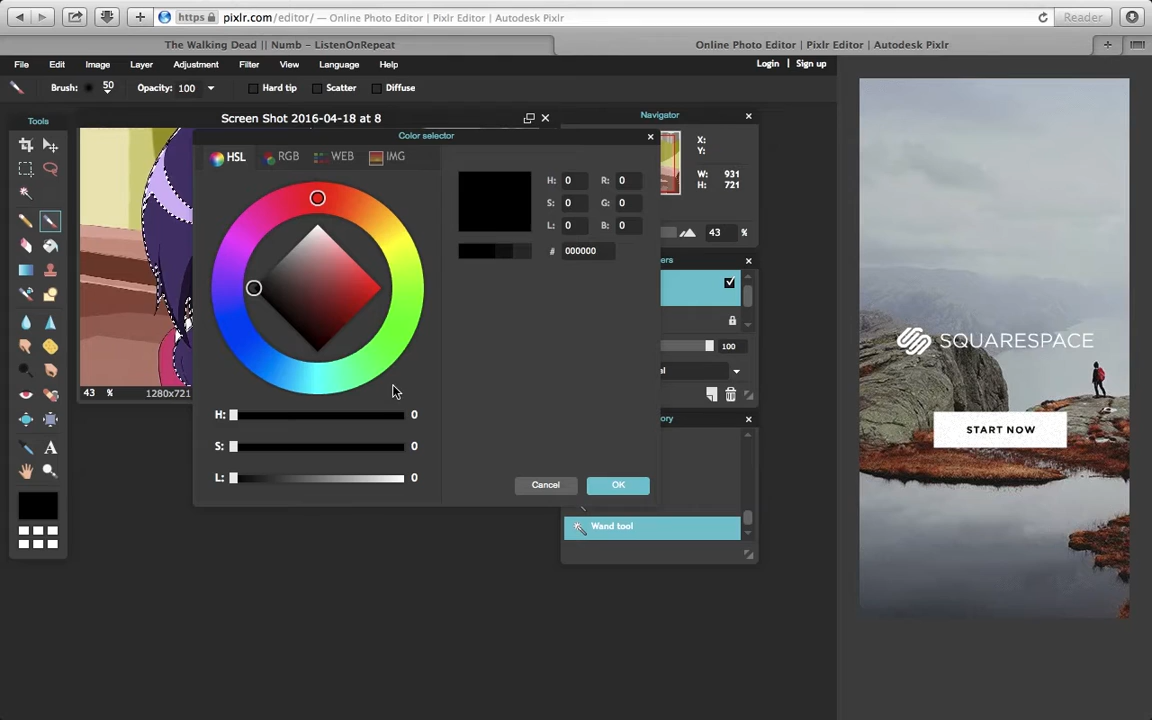 https pixlr.com/editor/ — Online Photo Editor | Pixlr Editor | Autodesk Pixlr
Reader
The Walking Dead || Numb – ListenOnRepeat
Online Photo Editor | Pixlr Editor | Autodesk Pixlr
File Edit Image Layer Adjustment Filter View Language Help
Login | Sign up
Brush: 50 Opacity: 100 Hard tip Scatter Diffuse
Tools
Screen Shot 2016-04-18 at 8
Navigator
Color selector
HSL RGB WEB IMG
X:
Y:
W: 931
H: 721
H: 0 R: 0
S: 0 G: 0
L: 0 B: 0
# 000000
43 %
100
43 % 1280x721
H: 0
S: 0
L: 0
Cancel OK
Wand tool
A
SQUARESPACE
START NOW